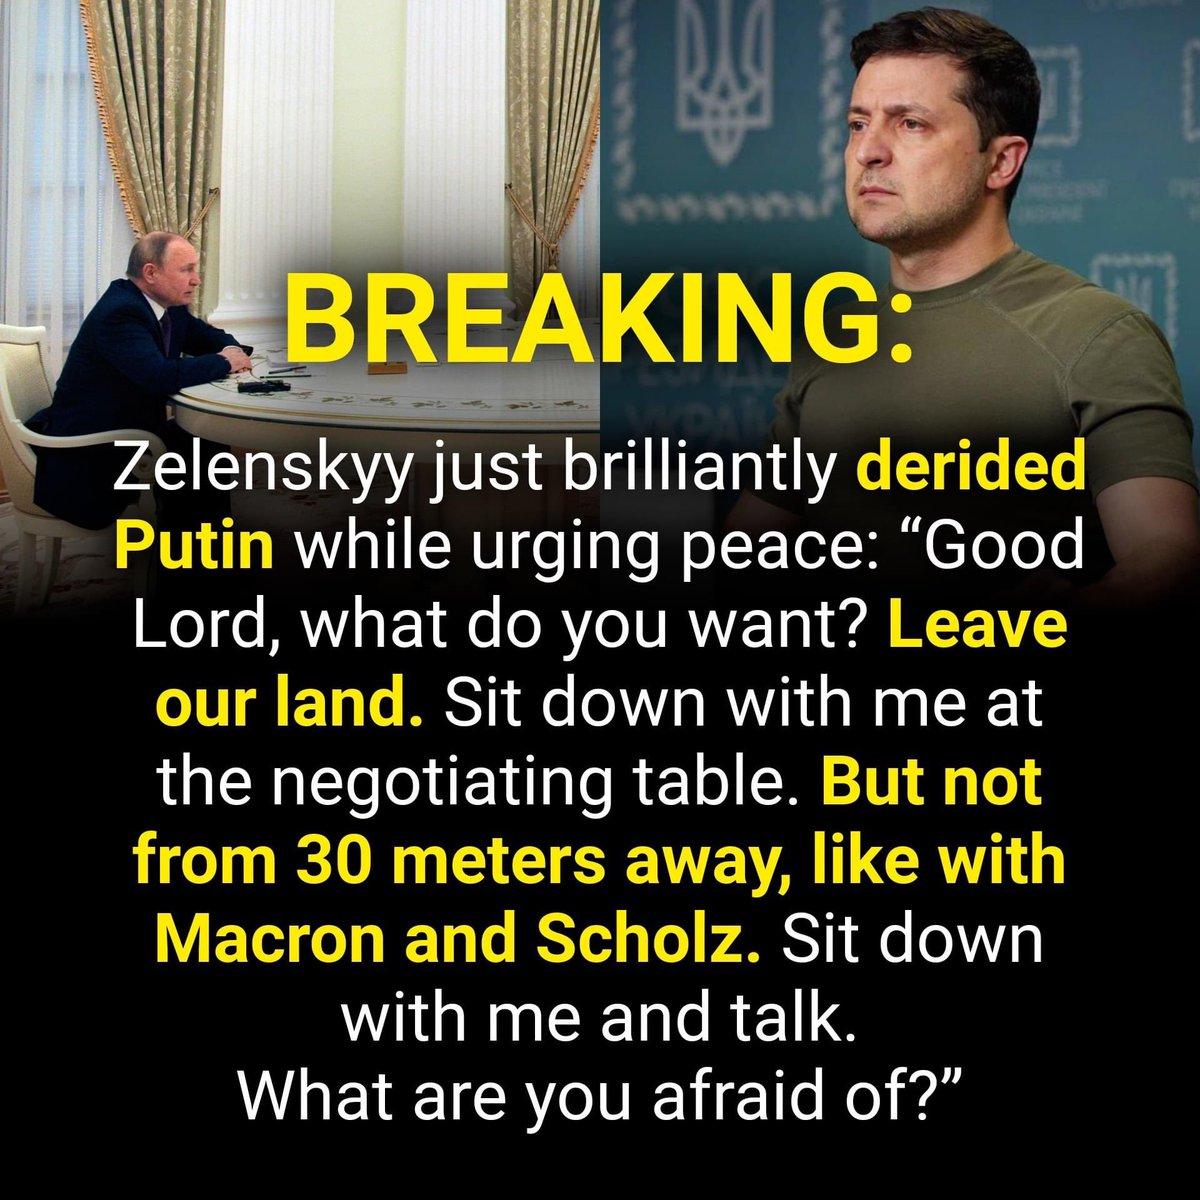 BREAKING:
Zelenskyy just brilliantly derided
Putin while urging peace: “Good
Lord, what do you want? Leave
our land. Sit down with me at
the negotiating table. But not
from 30 meters away, like with
Macron and Scholz. Sit down
with me and talk.
What are you afraid of?”